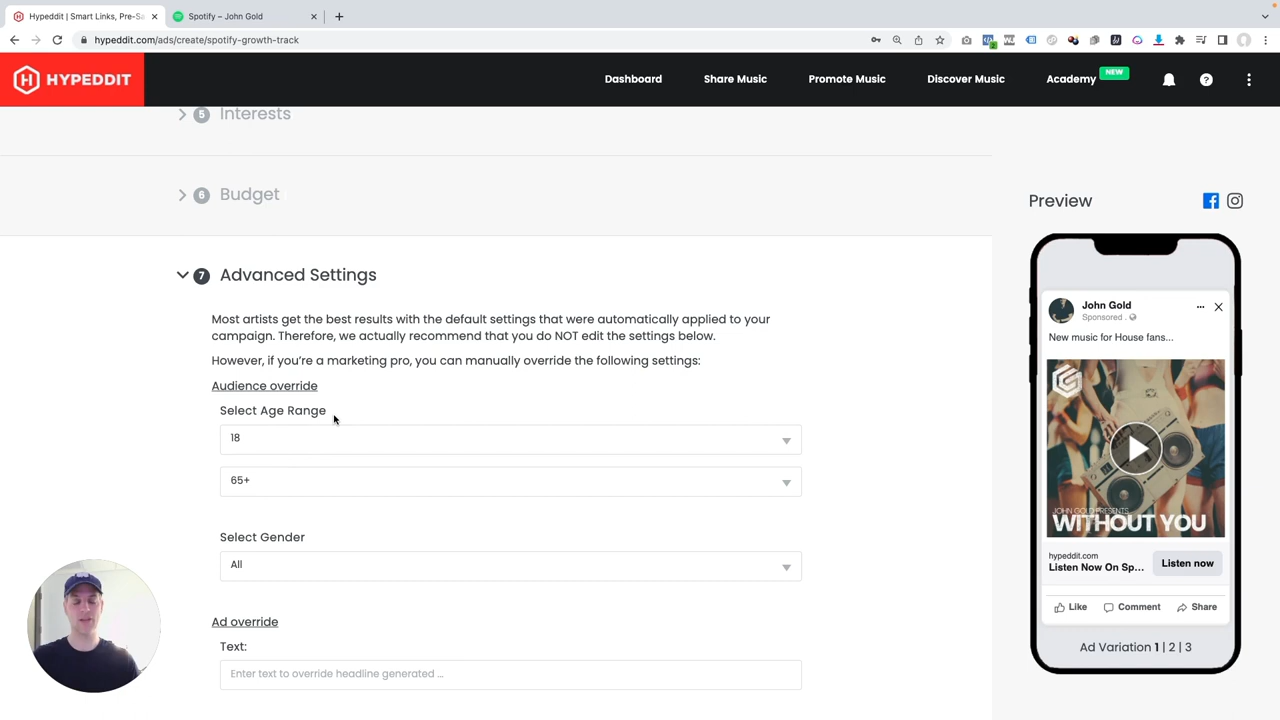 Hypeddit | Smart Links, Pre-Sa
Spotify – John Gold
hypeddit.com/ads/create/spotify-growth-track
HYPEDDIT
Dashboard
Share Music
Promote Music
Discover Music
Academy
NEW
5 Interests
6 Budget
7 Advanced Settings
Most artists get the best results with the default settings that were automatically applied to your
campaign. Therefore, we actually recommend that you do NOT edit the settings below.
However, if you're a marketing pro, you can manually override the following settings:
Audience override
Select Age Range
18
65+
Select Gender
All
Ad override
Text:
Enter text to override headline generated ...
Preview
John Gold
Sponsored .
New music for House fans...
JOHN GOLD PRESENTS
WITHOUT YOU
hypeddit.com
Listen Now On Sp...
Listen now
Like
Comment
Share
Ad Variation 1 | 2 | 3